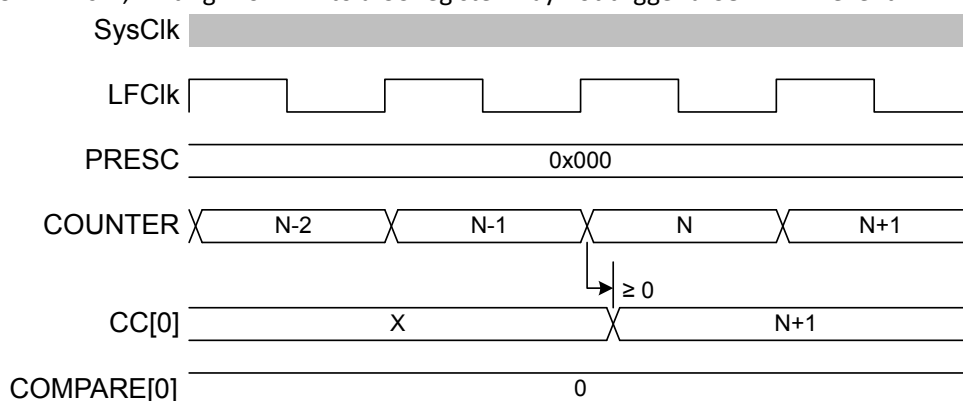 SysClk
LFClk
PRESC 0x000
COUNTER N-2 N-1 N N+1
≥ 0
CC[0] X N+1
COMPARE[0] 0